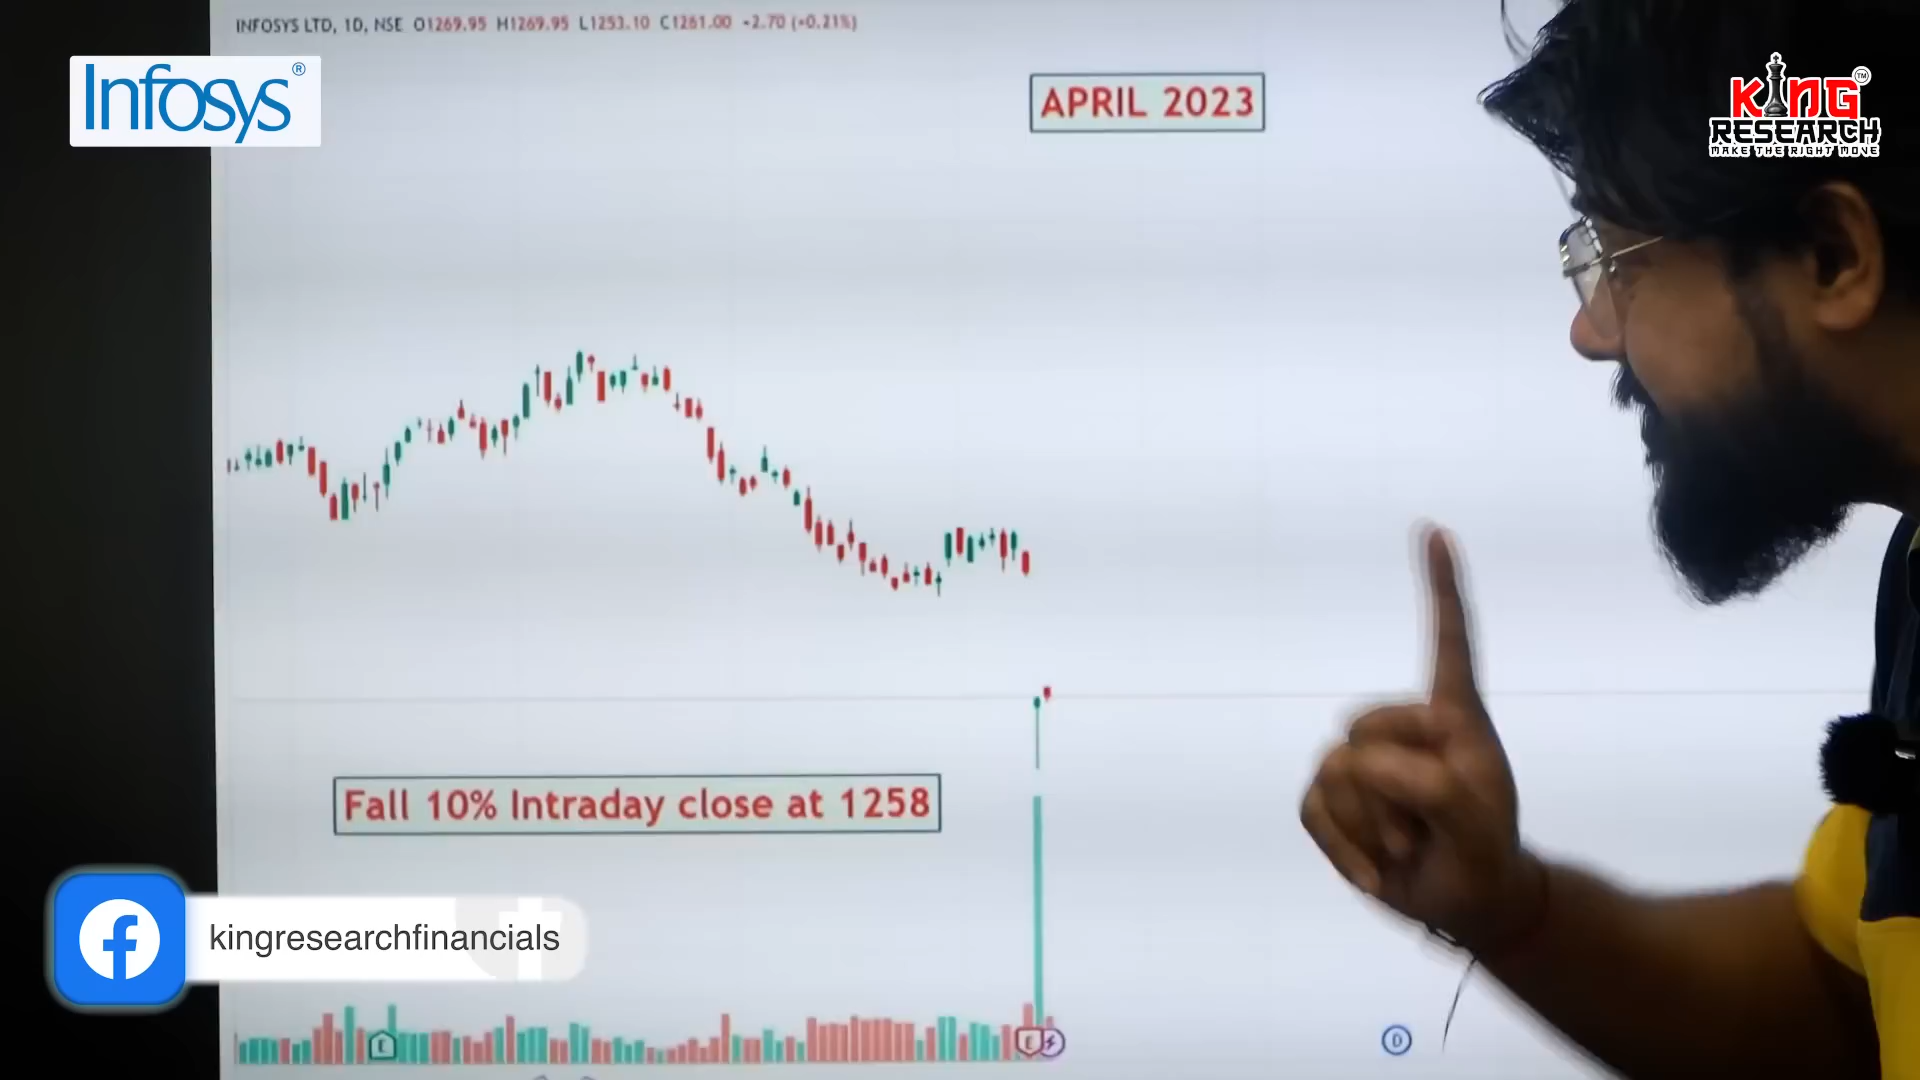 INFOSYS LTD, 1D, NSE O1269.95 H1269.95 L1253.10 C1261.00 -2.70 (-0.21%)
Infosys®
APRIL 2023
KING™
RESEARCH
MAKE THE RIGHT MOVE
Fall 10% Intraday close at 1258
kingresearchfinancials
E
E
D